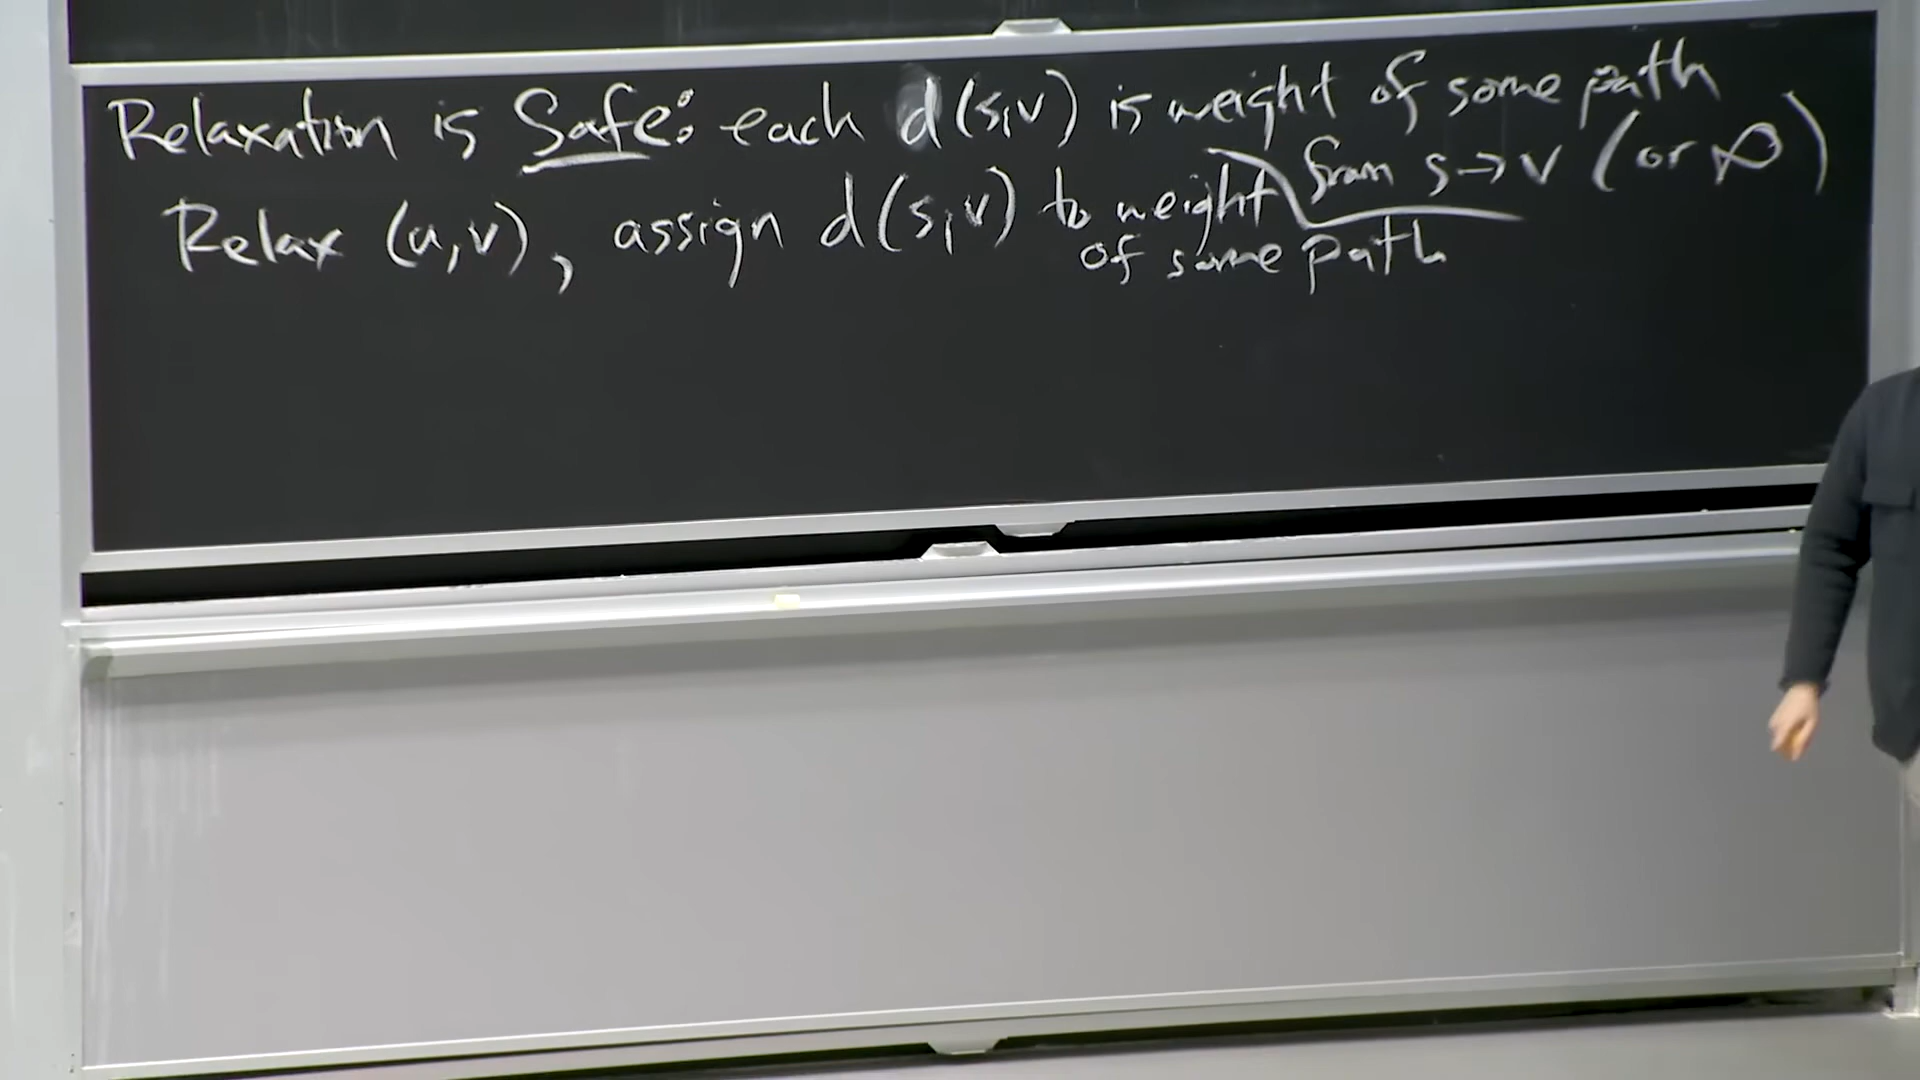 Relaxation is Safe: each d(s,v) is weight of some path
from s→v (or ∞)
Relax (u,v), assign d(s,v) to weight
of some path